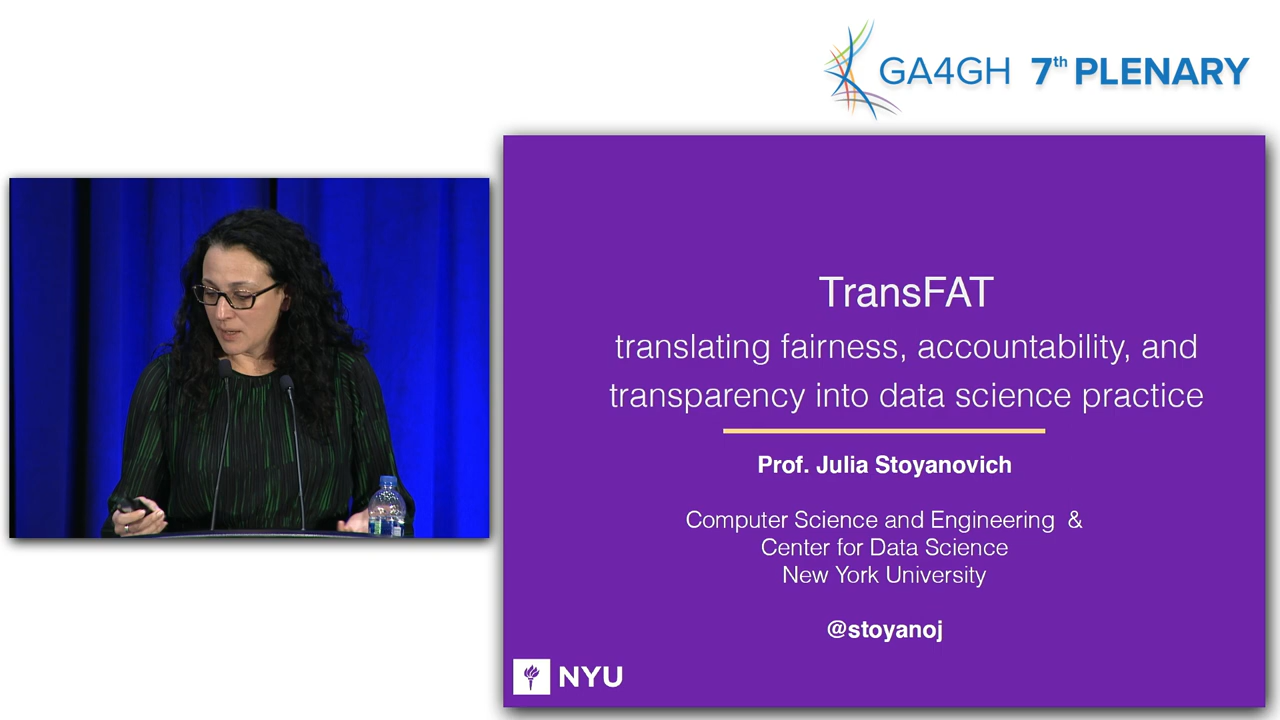 GA4GH 7th PLENARY
TransFAT
translating fairness, accountability, and
transparency into data science practice
Prof. Julia Stoyanovich
Computer Science and Engineering &
Center for Data Science
New York University
@stoyanoj
NYU